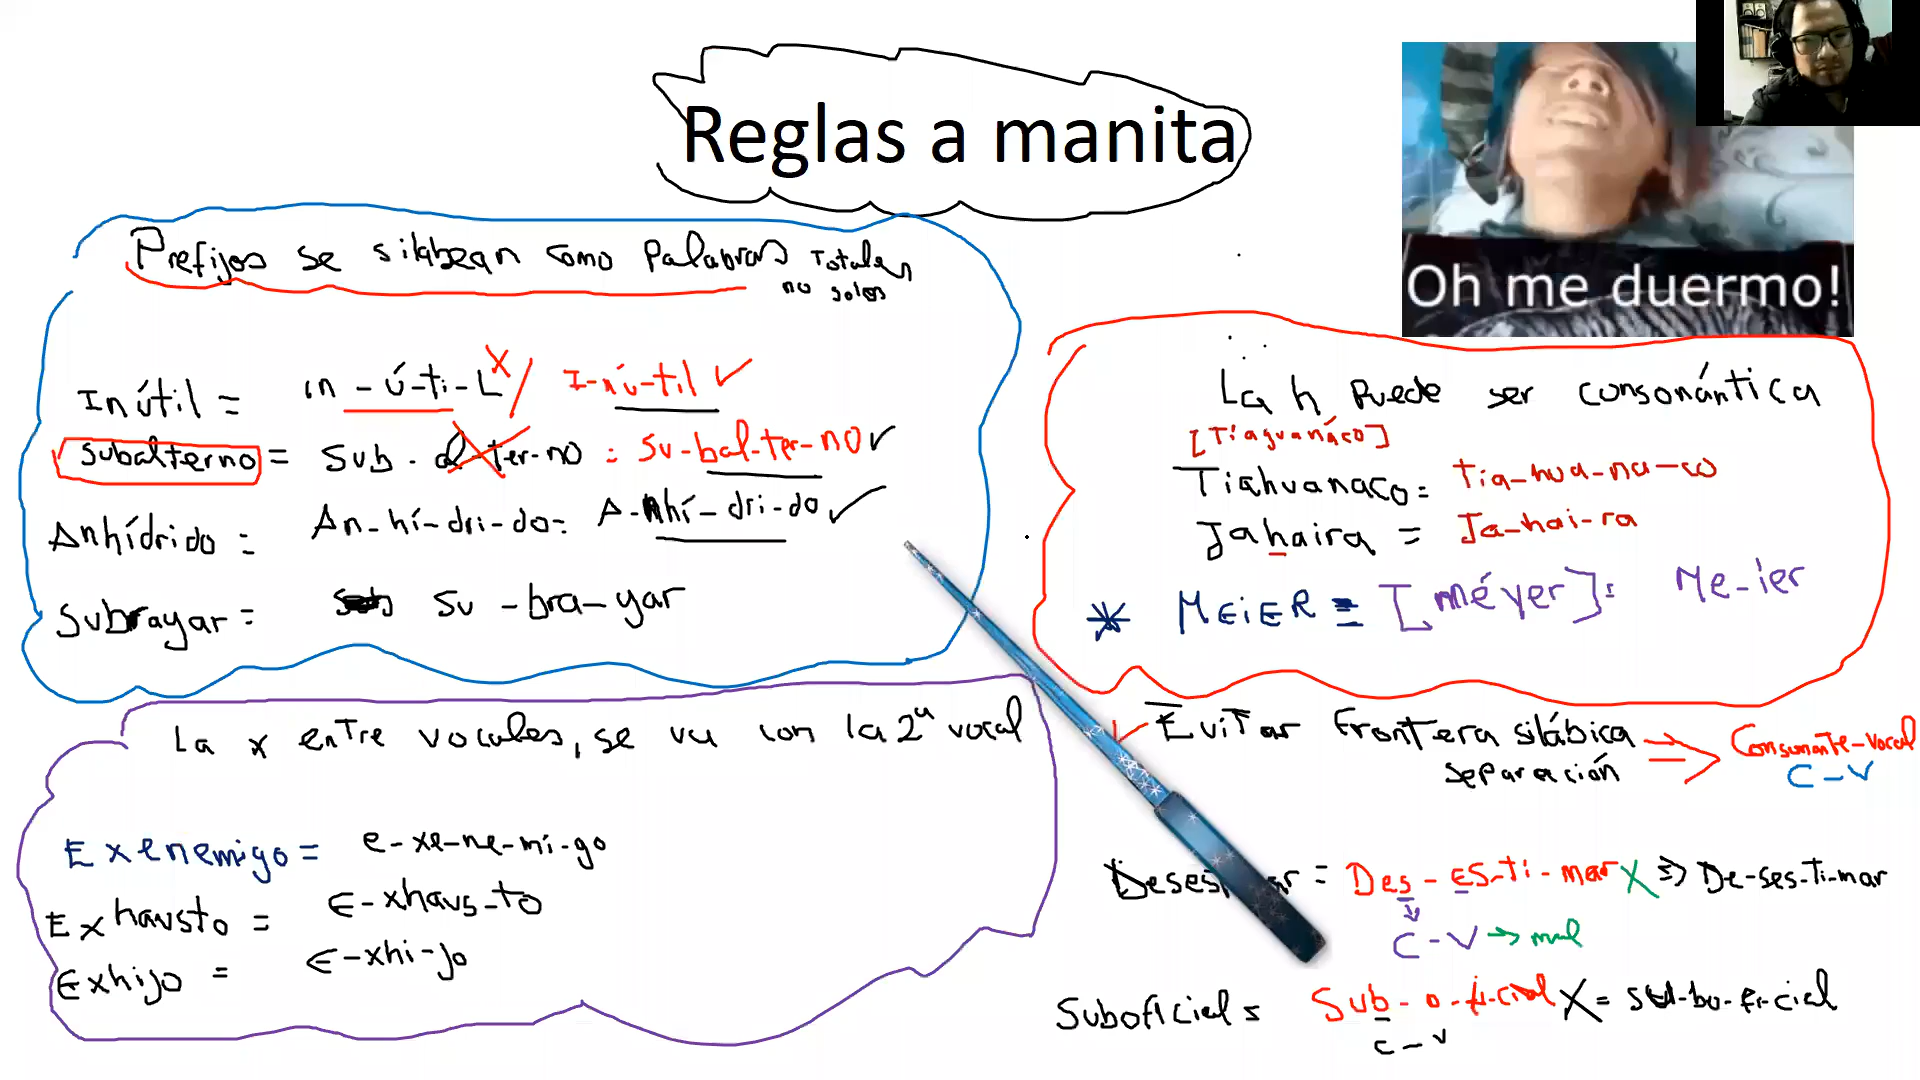 Reglas a manita
Oh me duermo!
Prefijos se silabean como palabras totales
no solos
Inútil = in - ú-ti-L X / I-nú-til ✓
subalterno = sub - al-ter-no = su-bal-ter-no ✓
Anhídrido = An-hí-dri-do = A-nhí-dri-do ✓
Subrayar = su-bra-yar
La x entre vocales, se va con la 2ª vocal
Exenemigo = e-xe-ne-mi-go
Exhausto = e-xhaus-to
Exhijo = e-xhi-jo
La h puede ser consonántica
[Tiaguanáco]
Tiahuanaco = Tia-hua-na-co
Jahaira = Ja-hai-ra
* MEiER = [méyer] = Me-ier
✓ Evitar frontera silábica ⇒ Consonante-vocal
separación C-V
= Des-es-ti-mar X ⇒ De-ses-ti-mar
C-V → mal
Suboficial = Sub-o-fi-cial X =
C-V